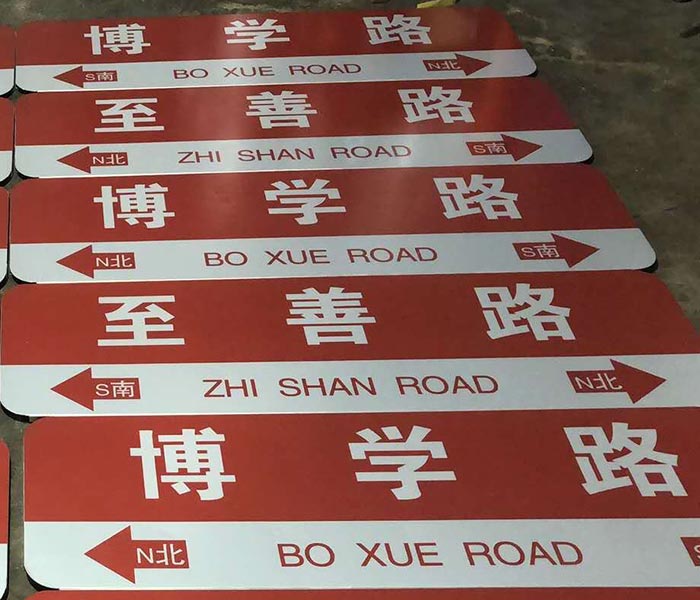 博学路
S南 BO XUE ROAD N北
至善路
N北 ZHI SHAN ROAD S南
博学路
N北 BO XUE ROAD S南
至善路
S南 ZHI SHAN ROAD N北
博学路
N北 BO XUE ROAD